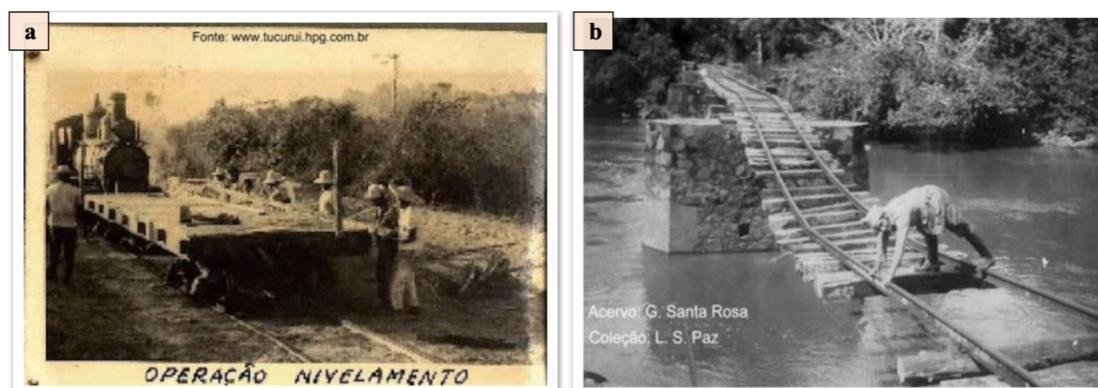 a
Fonte: www.tucurui.hpg.com.br
OPERAÇÃO NIVELAMENTO
b
Acervo: G. Santa Rosa
Coleção: L. S. Paz